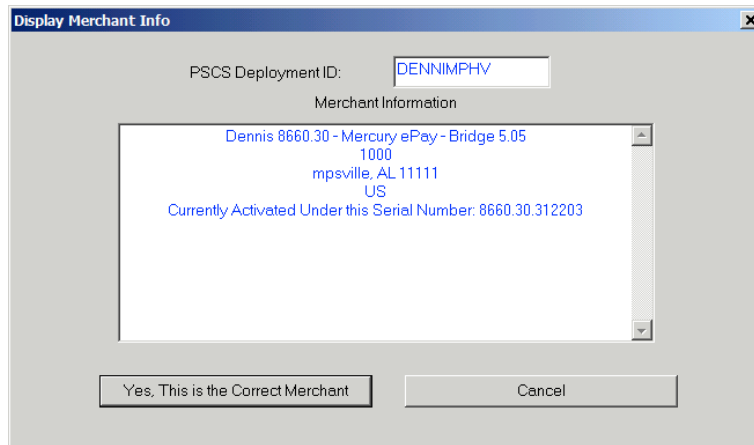 Display Merchant Info
PSCS Deployment ID: DENNIMPHV
Merchant Information
Dennis 8660.30 - Mercury ePay - Bridge 5.05
1000
mpsville, AL 11111
US
Currently Activated Under this Serial Number: 8660.30.312203
Yes, This is the Correct Merchant Cancel